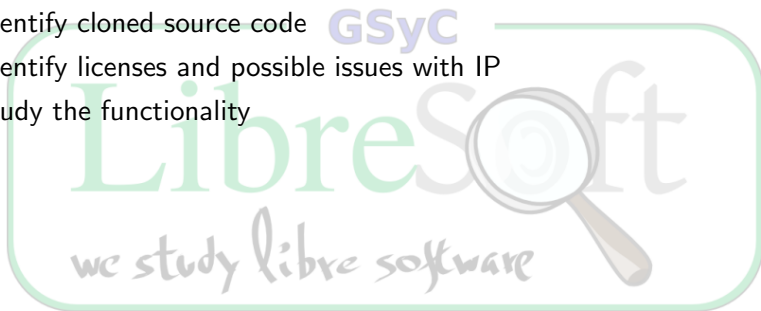 entify cloned source code
GSyC
entify licenses and possible issues with IP
udy the functionality
LibreSoft
we study libre software